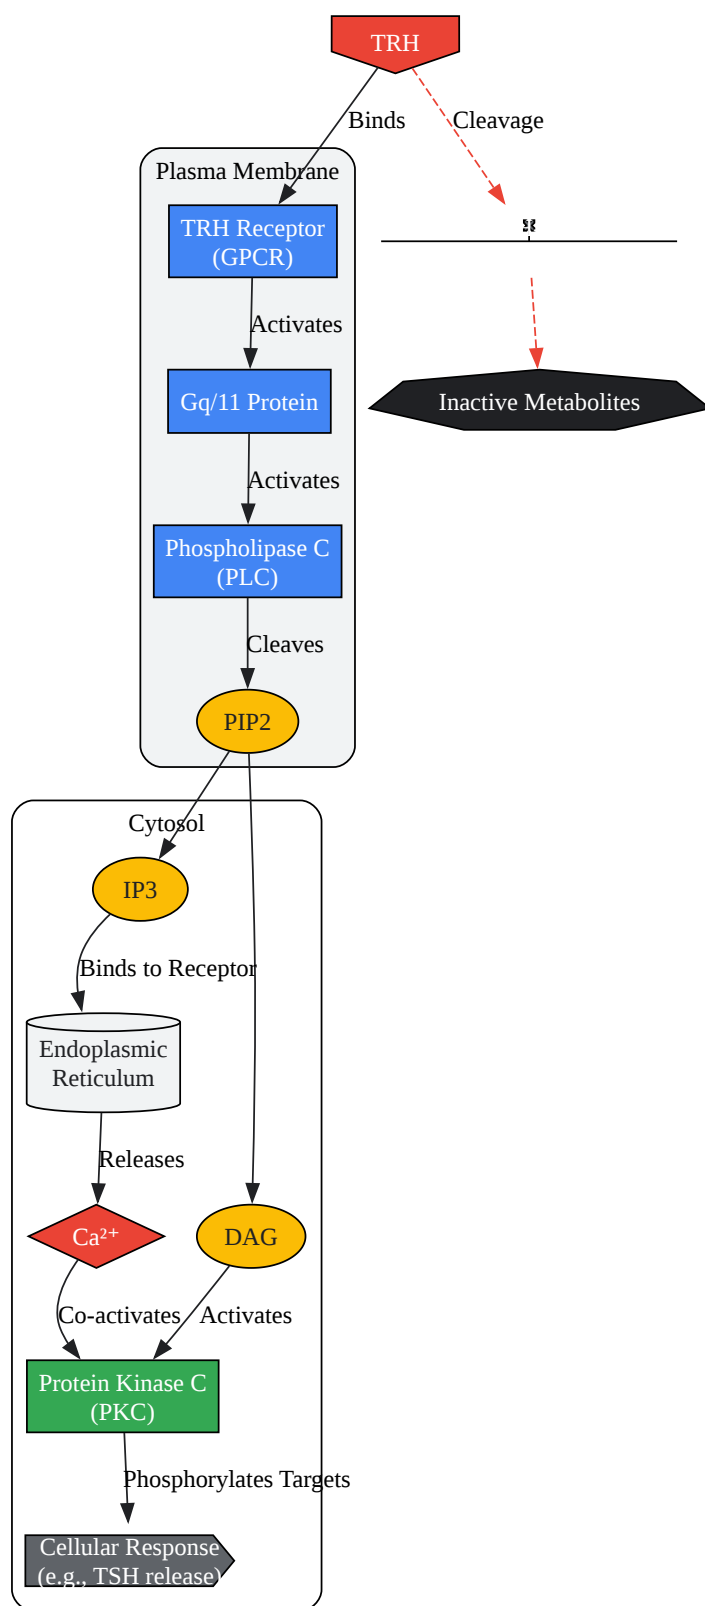 TRH
Binds
Cleavage
Plasma Membrane
TRH Receptor
(GPCR)
Activates
Gq/11 Protein
Inactive Metabolites
Activates
Phospholipase C
(PLC)
Cleaves
PIP2
Cytosol
IP3
Binds to Receptor
Endoplasmic
Reticulum
Releases
Ca²⁺
DAG
Co-activates
Activates
Protein Kinase C
(PKC)
Phosphorylates Targets
Cellular Response
(e.g., TSH release)